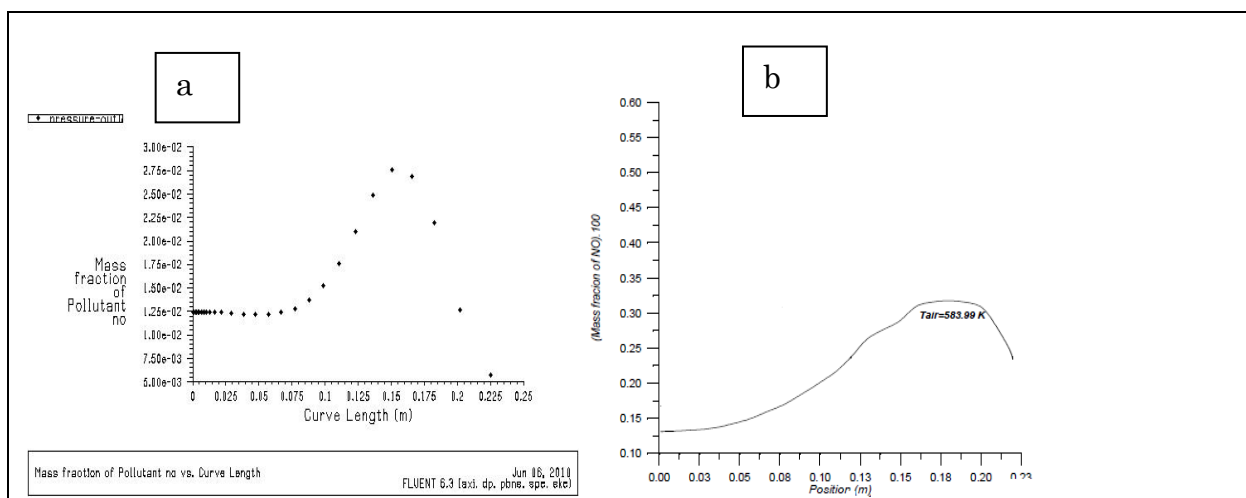 a
pressure-outl
3.00e-02
2.75e-02
2.50e-02
2.25e-02
2.00e-02
1.75e-02
1.50e-02
1.25e-02
1.00e-02
7.50e-03
5.00e-03
Mass
fraction
of
Pollutant
no
0 0.025 0.05 0.075 0.1 0.125 0.15 0.175 0.2 0.225 0.25
Curve Length (m)
Mass fraction of Pollutant no vs. Curve Length
Jun 06, 2010
FLUENT 6.3 (axi, dp, pbns, spe, ske)
b
0.60
0.55
0.50
0.45
0.40
0.35
0.30
0.25
0.20
0.15
0.10
(Mass fracion of NO).100
Tair=583.99 K
0.00 0.03 0.05 0.08 0.10 0.13 0.15 0.18 0.20 0.23
Position (m)